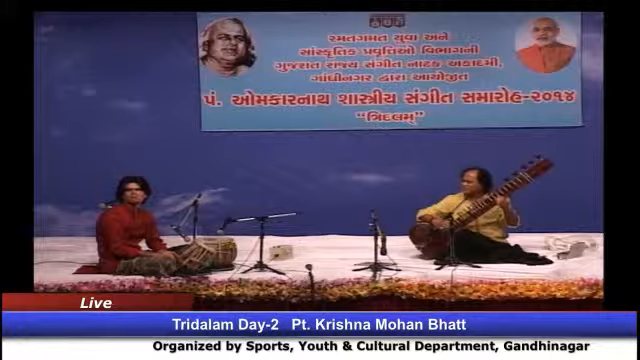 રમતગમત યુવા અને
સાંસ્કૃતિક પ્રવૃત્તિઓ વિભાગની
ગુજરાત રાજ્ય સંગીત નાટક અકાદમી,
ગાંધીનગર દ્વારા આયોજીત
પં. ઓમકારનાથ શાસ્ત્રીય સંગીત સમારોહ-૨૦૧૪
“ત્રિદલમ્”
Live
Tridalam Day-2 Pt. Krishna Mohan Bhatt
Organized by Sports, Youth & Cultural Department, Gandhinagar